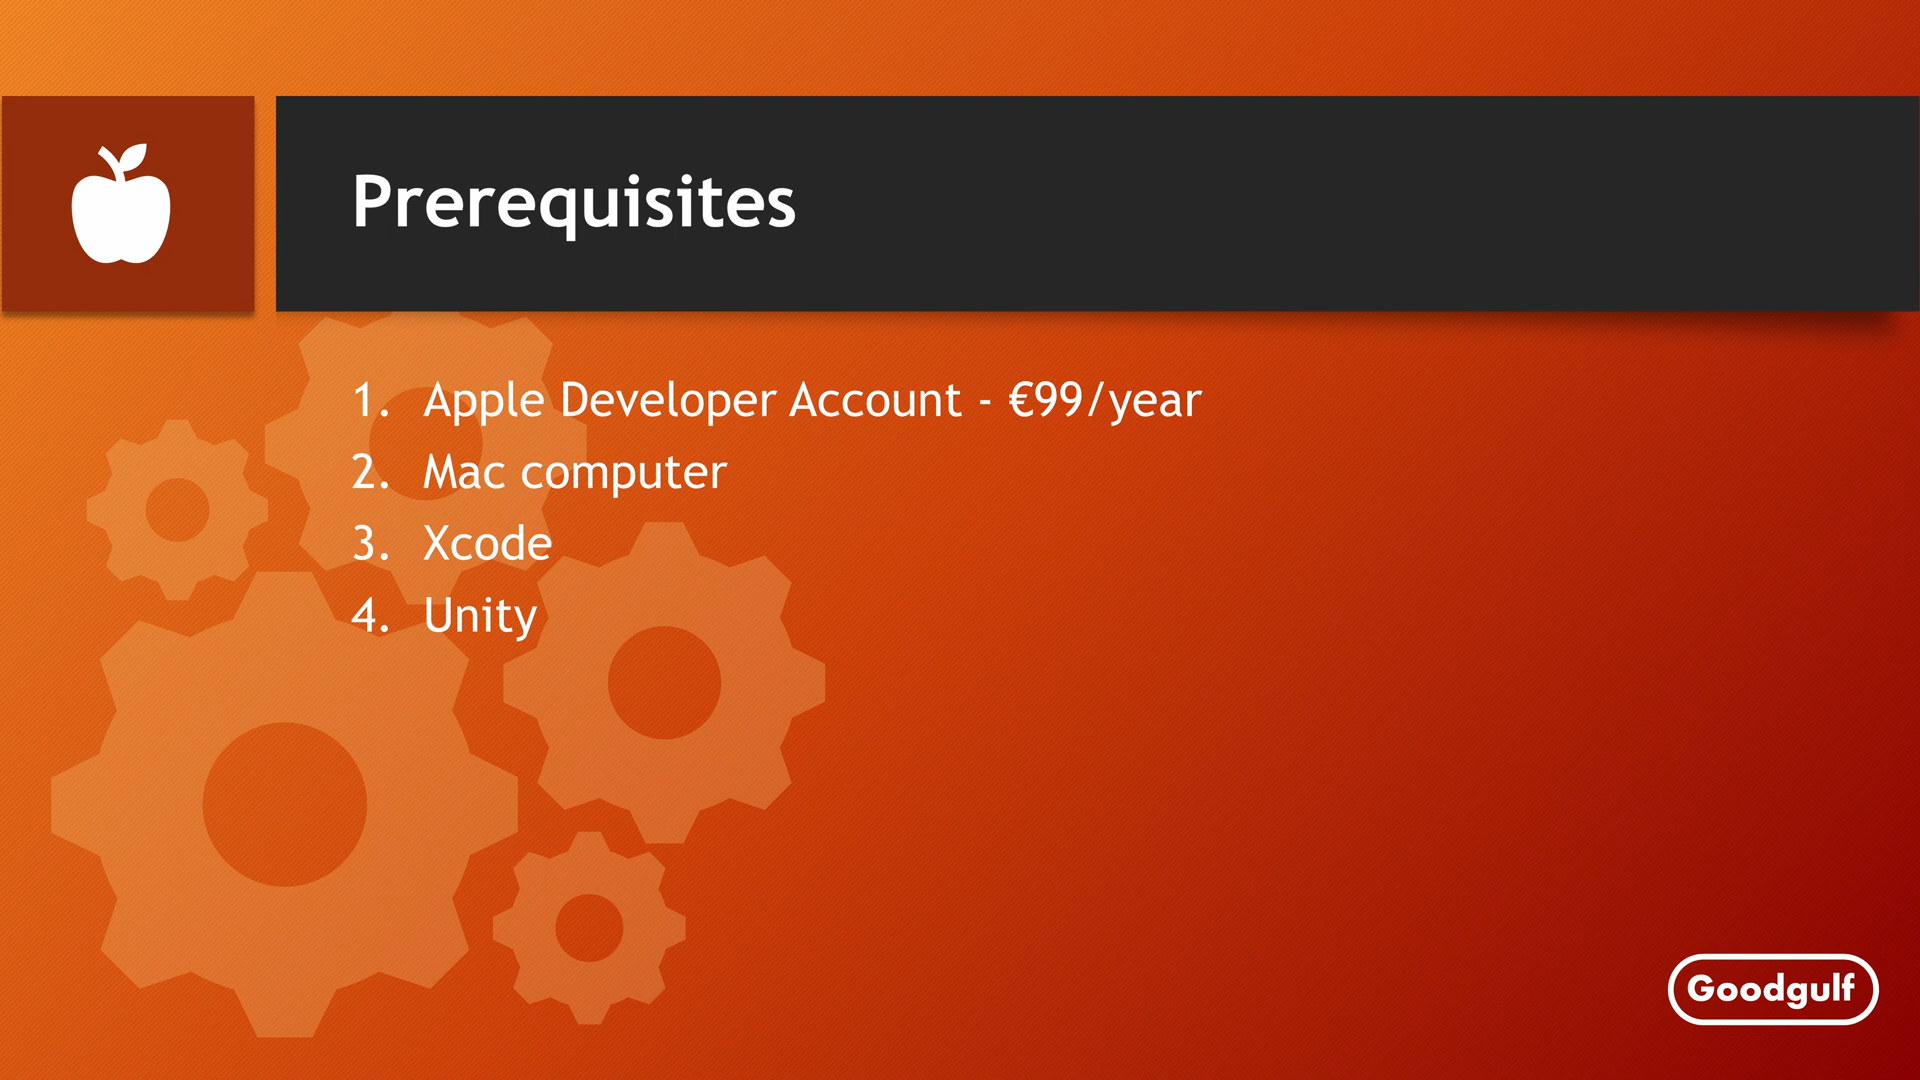 Prerequisites
1. Apple Developer Account - €99/year
2. Mac computer
3. Xcode
4. Unity
Goodgulf